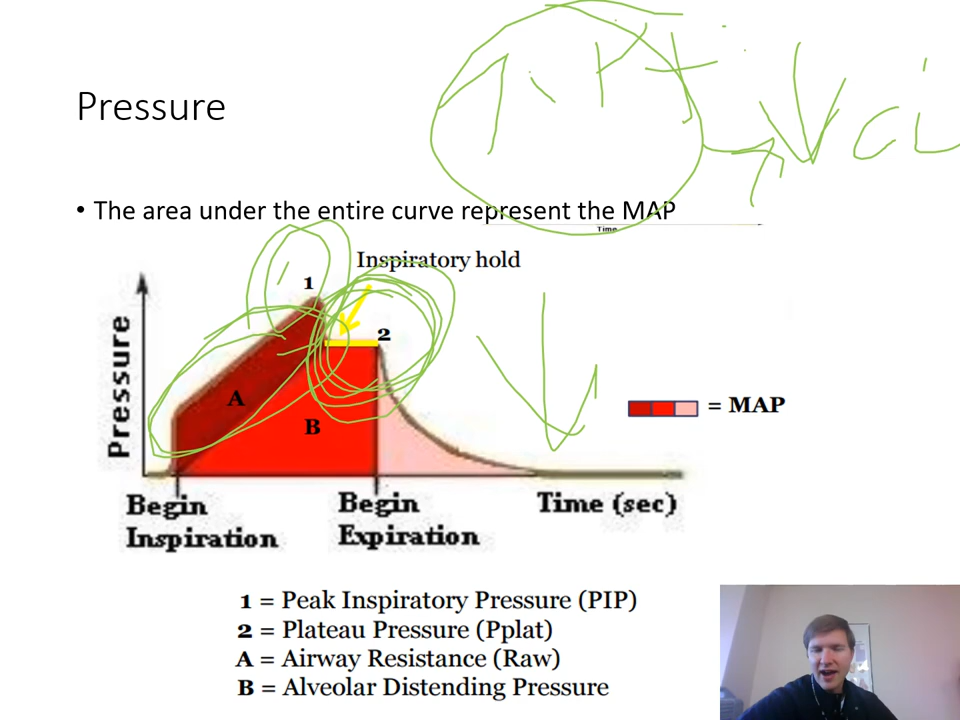 Pressure
• The area under the entire curve represent the MAP
Time
Inspiratory hold
1
2
Pressure
A
B
= MAP
Begin Inspiration
Begin Expiration
Time (sec)
1 = Peak Inspiratory Pressure (PIP)
2 = Plateau Pressure (Pplat)
A = Airway Resistance (Raw)
B = Alveolar Distending Pressure